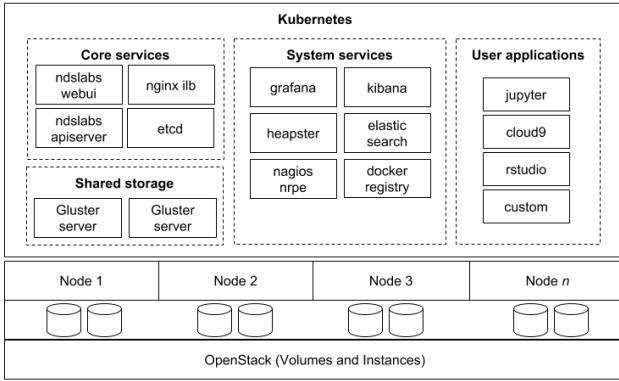 Kubernetes
Core services
ndslabs
webui
nginx ilb
ndslabs
apiserver
etcd
Shared storage
Gluster
server
Gluster
server
System services
grafana
kibana
heapster
elastic
search
nagios
nrpe
docker
registry
User applications
jupyter
cloud9
rstudio
custom
Node 1
Node 2
Node 3
Node n
OpenStack (Volumes and Instances)